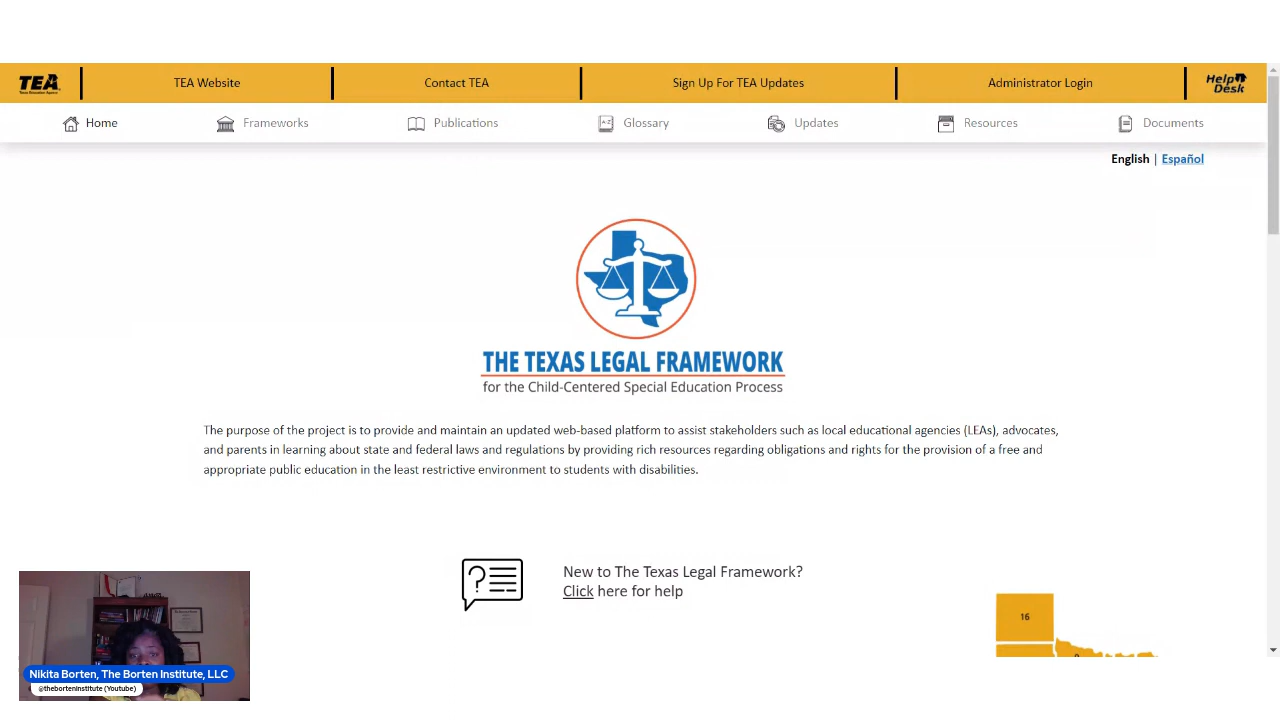 TEA
Texas Education Agency
TEA Website
Contact TEA
Sign Up For TEA Updates
Administrator Login
Help Desk
Home
Frameworks
Publications
Glossary
Updates
Resources
Documents
English | Español
THE TEXAS LEGAL FRAMEWORK
for the Child-Centered Special Education Process
The purpose of the project is to provide and maintain an updated web-based platform to assist stakeholders such as local educational agencies (LEAs), advocates,
and parents in learning about state and federal laws and regulations by providing rich resources regarding obligations and rights for the provision of a free and
appropriate public education in the least restrictive environment to students with disabilities.
New to The Texas Legal Framework?
Click here for help
16
9
Nikita Borten, The Borten Institute, LLC
@theborteninstitute (Youtube)